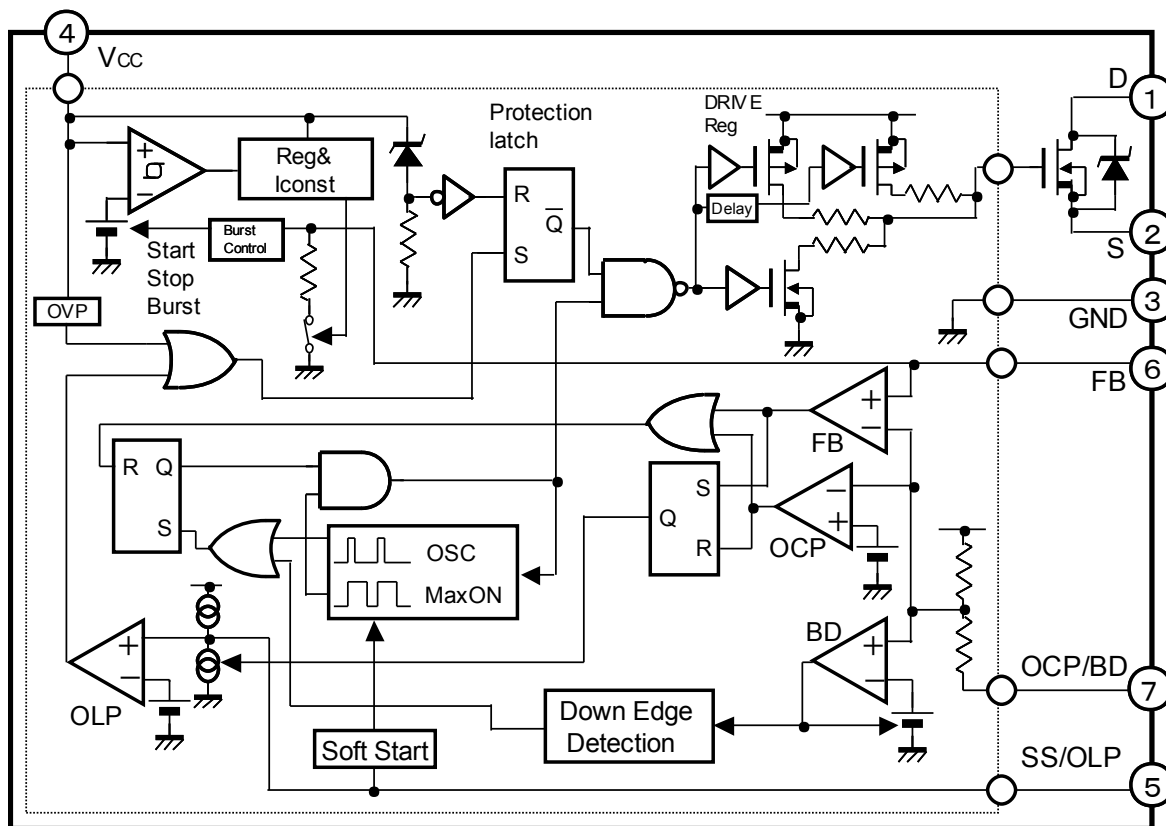 4
VCC
D
1
Protection
latch
DRIVE
Reg
+
−
Reg&
Iconst
R
Q
S
Delay
Burst
Control
Start
Stop
Burst
2
S
OVP
3
GND
6
FB
+
−
FB
R
Q
S
S
Q
R
−
+
OCP
OSC
MaxON
BD
+
−
+
−
OLP
OCP/BD
7
Down Edge
Detection
Soft Start
SS/OLP
5